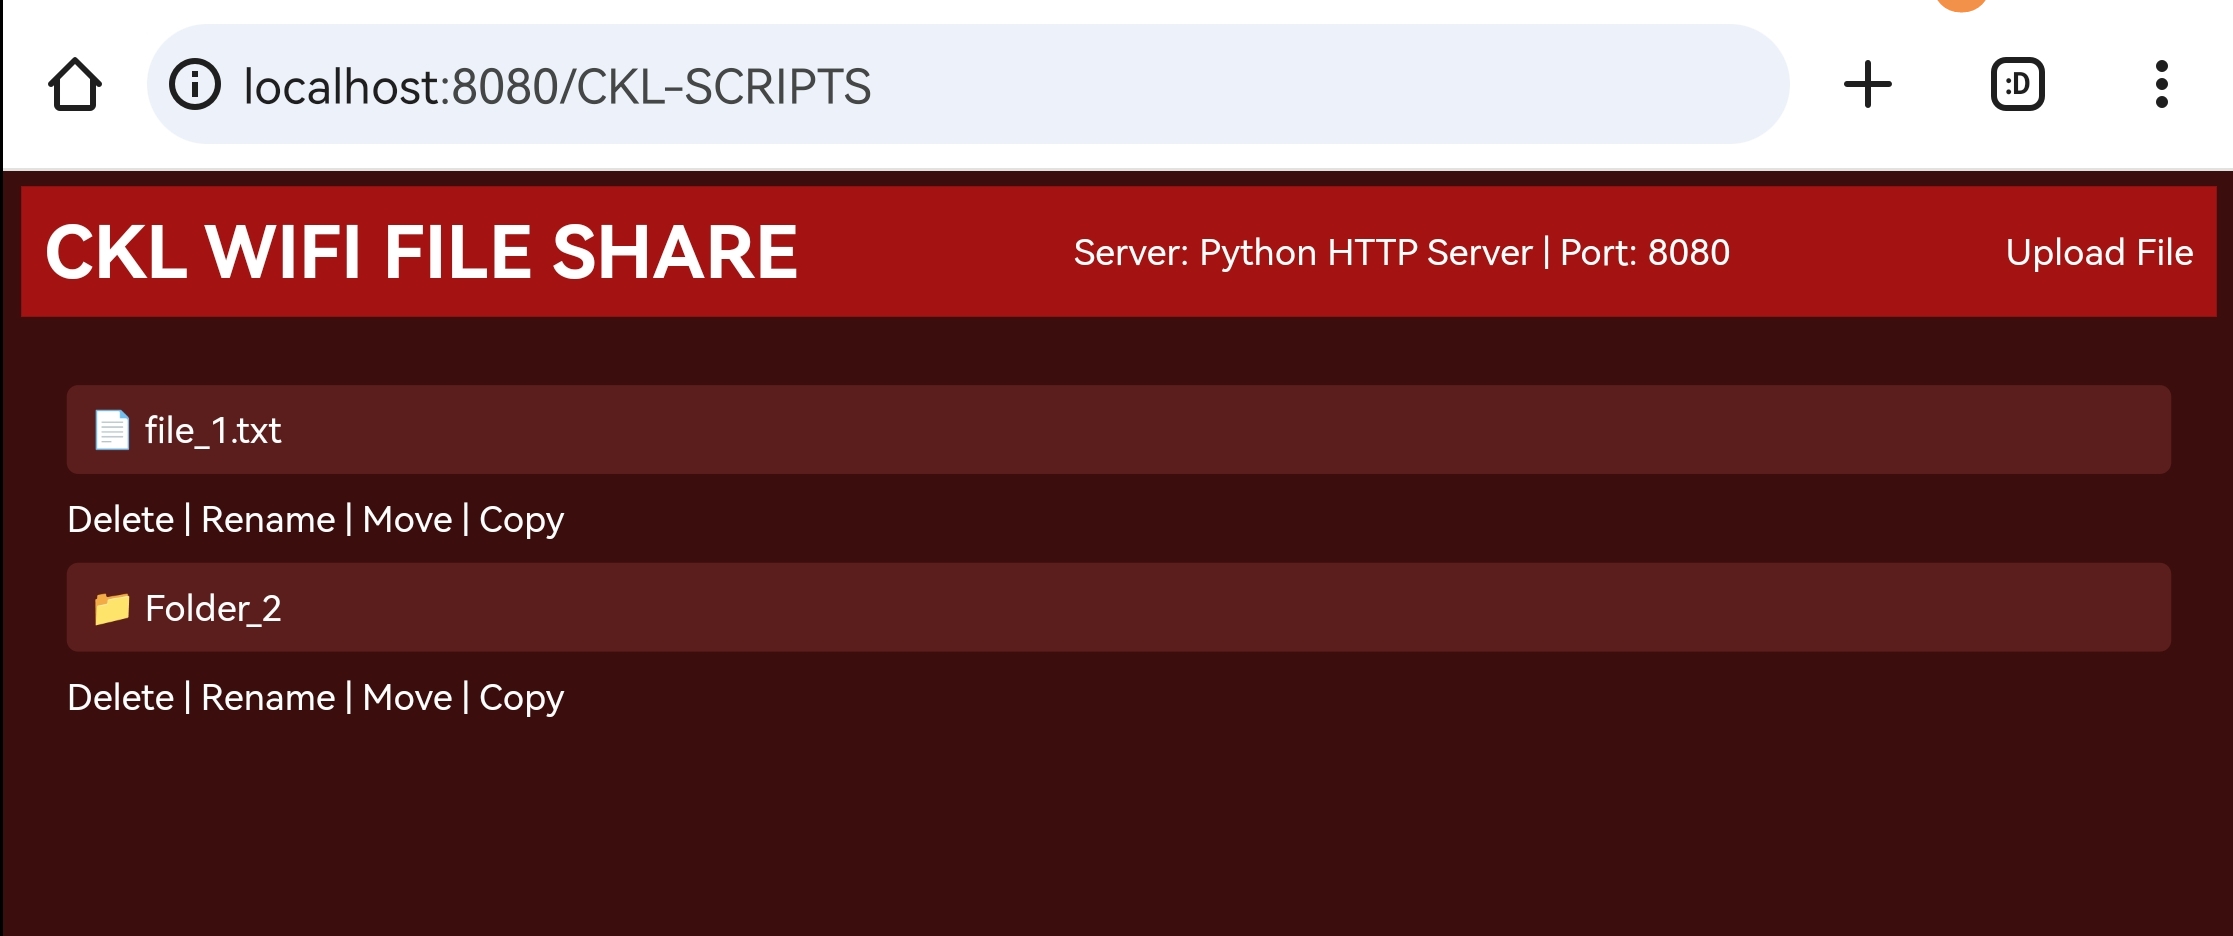 localhost:8080/CKL-SCRIPTS
:D
CKL WIFI FILE SHARE
Server: Python HTTP Server | Port: 8080
Upload File
file_1.txt
Delete | Rename | Move | Copy
Folder_2
Delete | Rename | Move | Copy